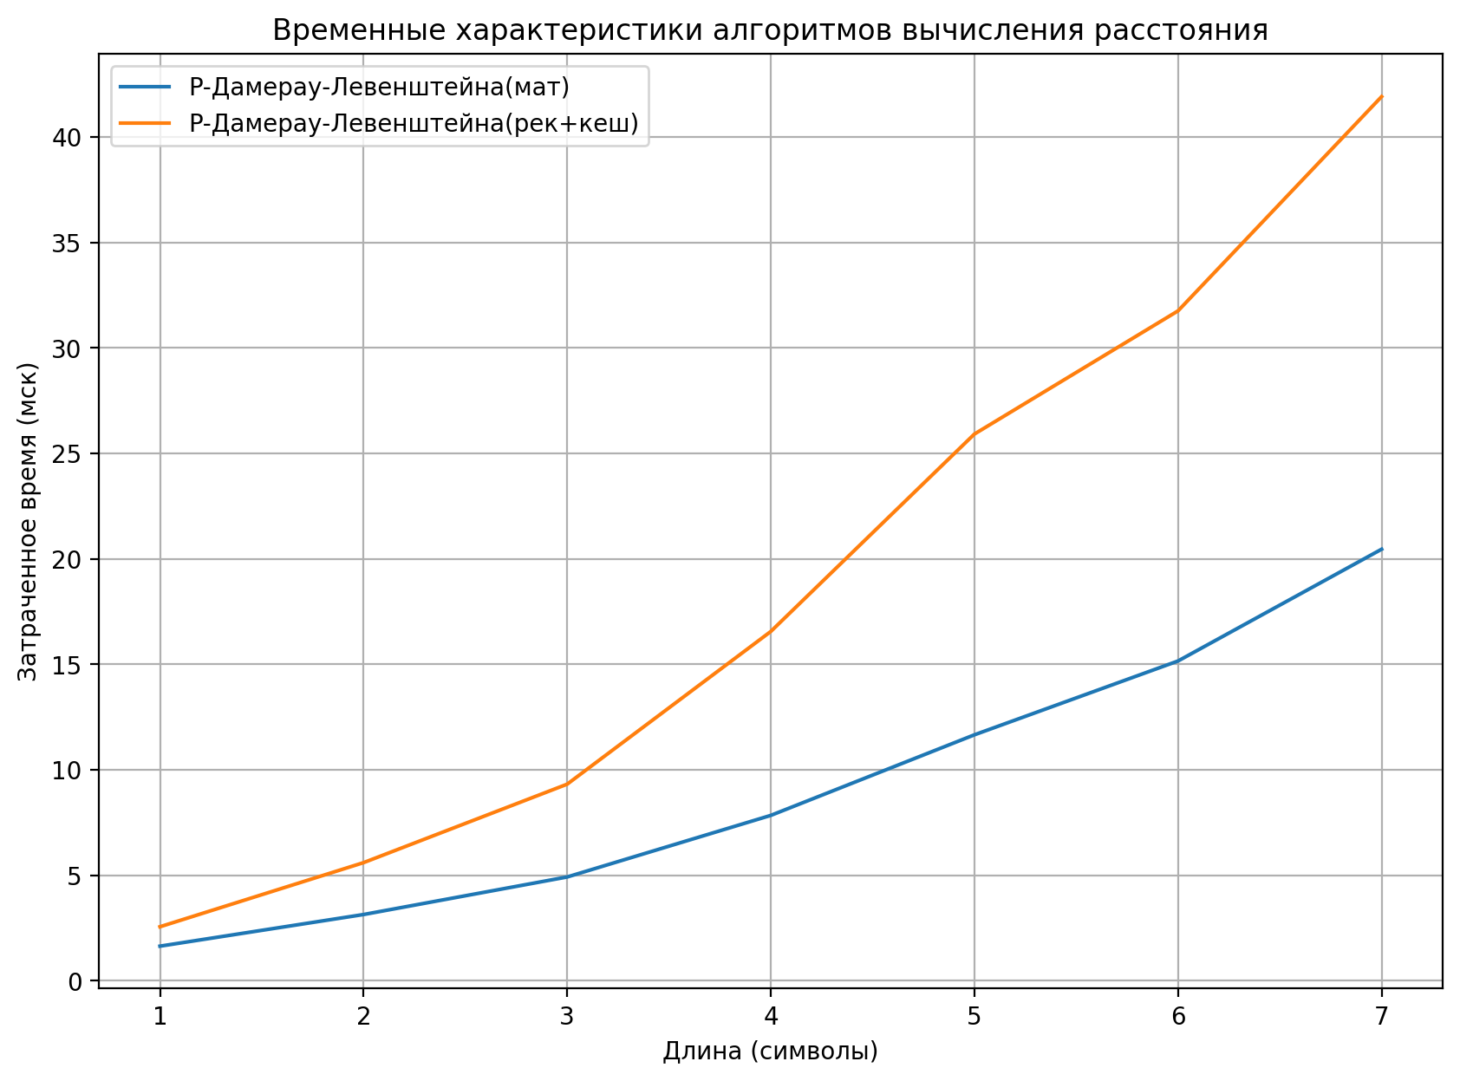 Временные характеристики алгоритмов вычисления расстояния
Р-Дамерау-Левенштейна(мат)
Р-Дамерау-Левенштейна(рек+кеш)
Затраченное время (мск)
40
35
30
25
20
15
10
5
0
1 2 3 4 5 6 7
Длина (символы)